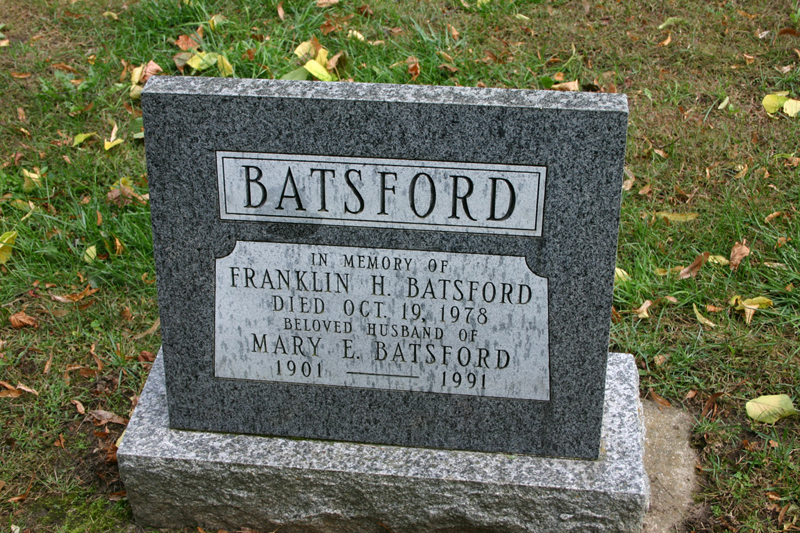 BATSFORD
IN MEMORY OF
FRANKLIN H. BATSFORD
DIED OCT. 19, 1978
BELOVED HUSBAND OF
MARY E. BATSFORD
1901 — 1991